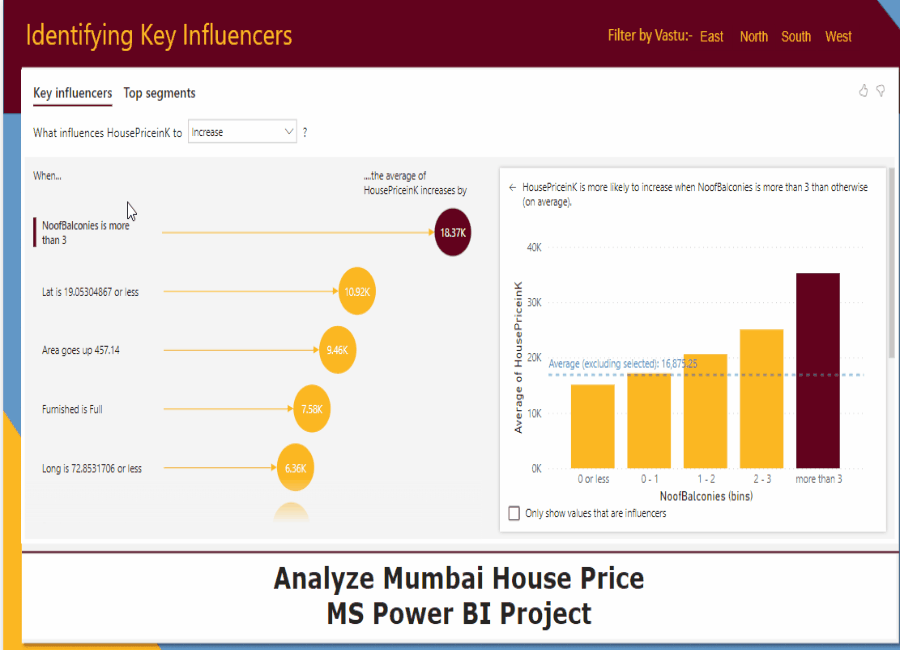 Identifying Key Influencers
Filter by Vastu:- East North South West
Key influencers Top segments
What influences HousePriceinK to Increase ?
When...
....the average of
HousePriceinK increases by
NoofBalconies is more
than 3
18.37K
Lat is 19.05304867 or less
10.92K
Area goes up 457.14
9.46K
Furnished is Full
7.58K
Long is 72.8531706 or less
6.36K
← HousePriceinK is more likely to increase when NoofBalconies is more than 3 than otherwise
(on average).
Average of HousePriceinK
40K
30K
20K
10K
0K
Average (excluding selected): 16,875.25
0 or less
0 - 1
1 - 2
2 - 3
more than 3
NoofBalconies (bins)
Only show values that are influencers
Analyze Mumbai House Price
MS Power BI Project